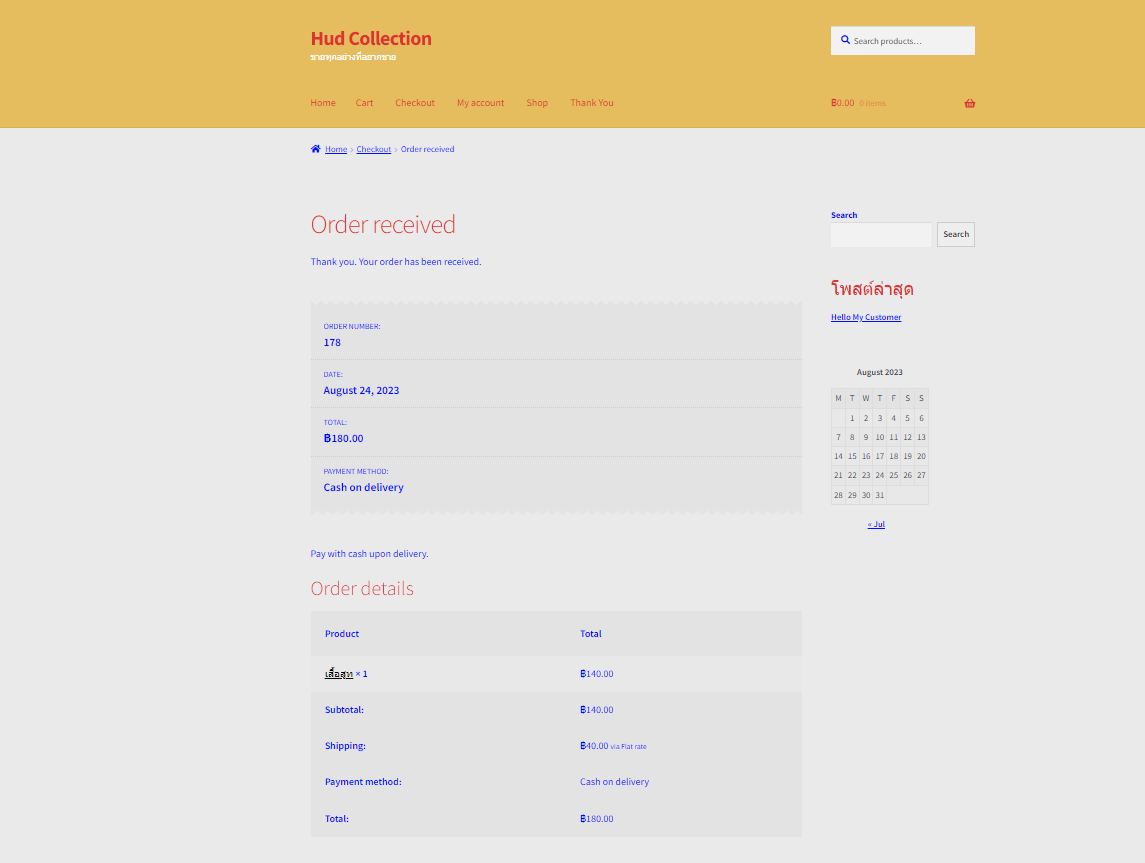 Hud Collection
ขายทุคอย่างที่อยากขาย
Search products…
Home Cart Checkout My account Shop Thank You
฿0.00 0 items
Home › Checkout › Order received
Order received
Thank you. Your order has been received.
ORDER NUMBER:
178
DATE:
August 24, 2023
TOTAL:
฿180.00
PAYMENT METHOD:
Cash on delivery
Pay with cash upon delivery.
Order details
Product Total
เสื้อสูท × 1 ฿140.00
Subtotal: ฿140.00
Shipping: ฿40.00 via Flat rate
Payment method: Cash on delivery
Total: ฿180.00
Search
Search
โพสต์ล่าสุด
Hello My Customer
August 2023
M T W T F S S
1 2 3 4 5 6
7 8 9 10 11 12 13
14 15 16 17 18 19 20
21 22 23 24 25 26 27
28 29 30 31
« Jul